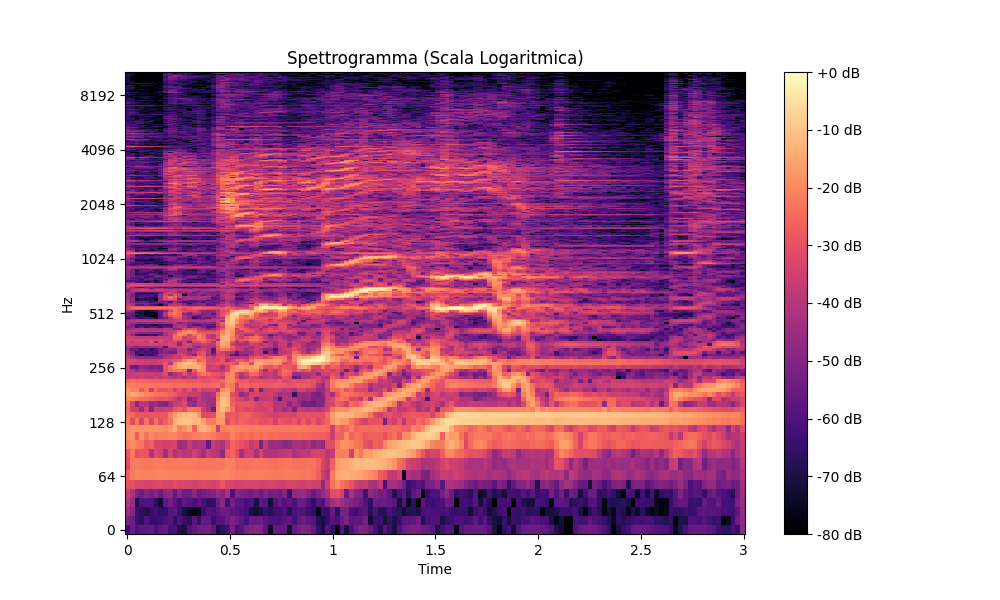 Spettrogramma (Scala Logaritmica)
Hz
8192
4096
2048
1024
512
256
128
64
0
0
0.5
1
1.5
2
2.5
3
Time
+0 dB
-10 dB
-20 dB
-30 dB
-40 dB
-50 dB
-60 dB
-70 dB
-80 dB